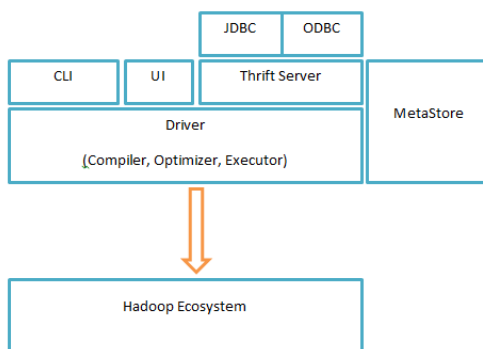 JDBC
ODBC
CLI
UI
Thrift Server
MetaStore
Driver
(Compiler, Optimizer, Executor)
Hadoop Ecosystem